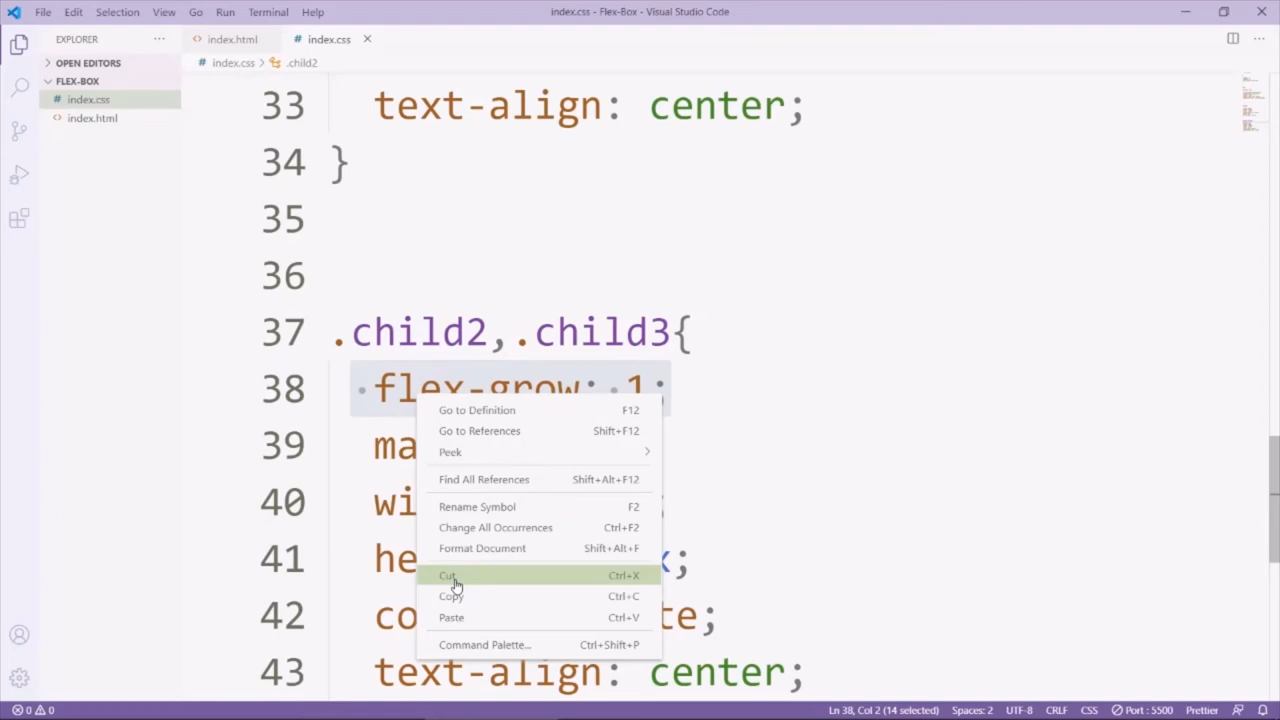 File Edit Selection View Go Run Terminal Help index.css - Flex-Box - Visual Studio Code
EXPLORER ··· index.html # index.css
OPEN EDITORS
index.css > .child2
FLEX-BOX
# index.css
index.html
33 text-align: center;
34 }
35
36
37 .child2,.child3{
38 flex-grow: 1;
39 ma
40 wi ;
41 he x;
42 co te;
43 text-align: center;
Go to Definition F12
Go to References Shift+F12
Peek
Find All References Shift+Alt+F12
Rename Symbol F2
Change All Occurrences Ctrl+F2
Format Document Shift+Alt+F
Cut Ctrl+X
Copy Ctrl+C
Paste Ctrl+V
Command Palette... Ctrl+Shift+P
0 0 Ln 38, Col 2 (14 selected) Spaces: 2 UTF-8 CRLF CSS Port : 5500 Prettier